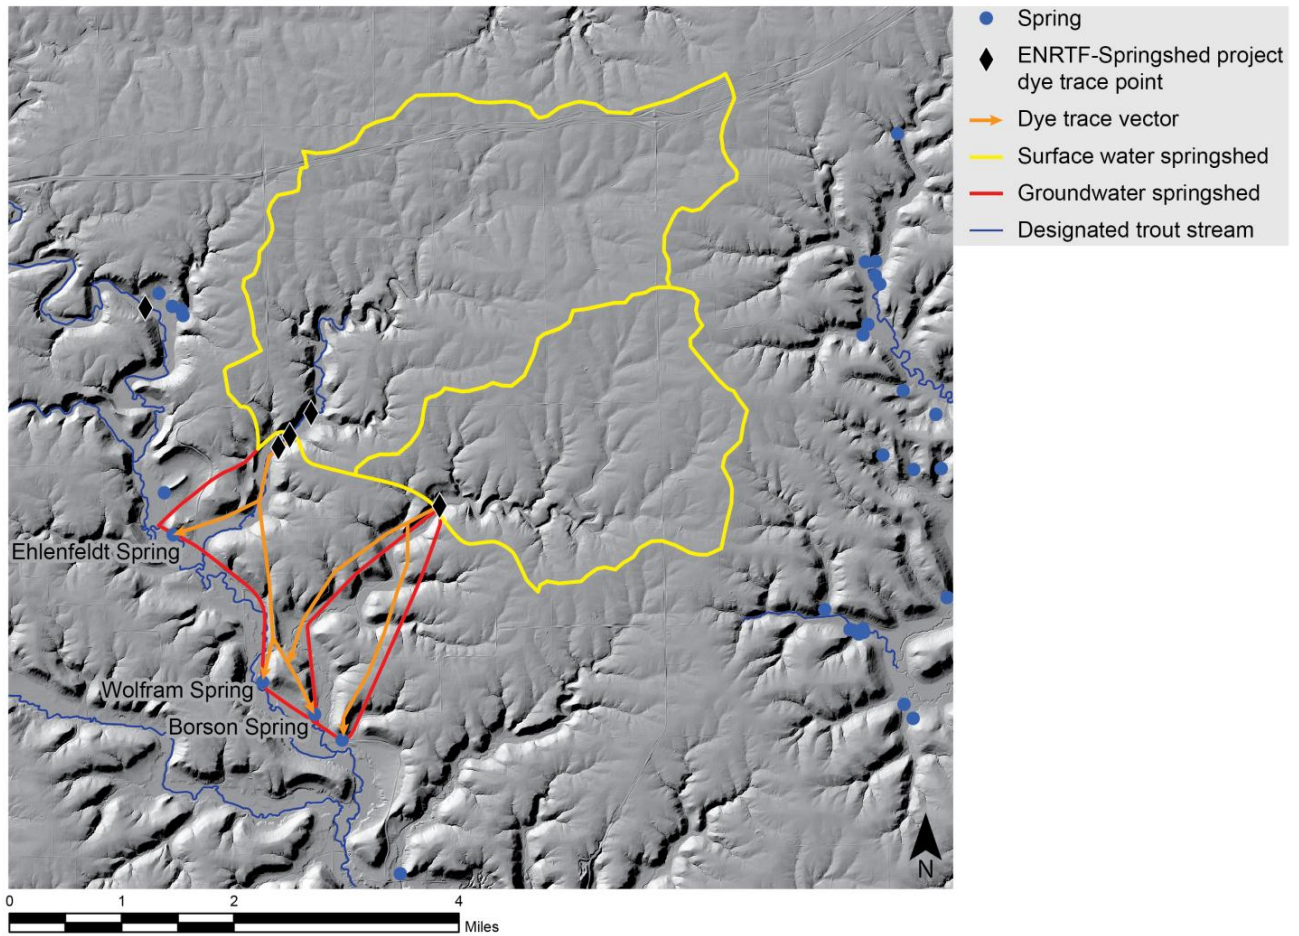 Spring
ENRTF-Springshed project
dye trace point
Dye trace vector
Surface water springshed
Groundwater springshed
Designated trout stream
Ehlenfeldt Spring
Wolfram Spring
Borson Spring
N
0 1 2 4
Miles